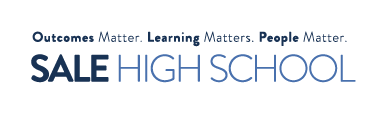 Outcomes Matter. Learning Matters. People Matter.
SALE HIGH SCHOOL